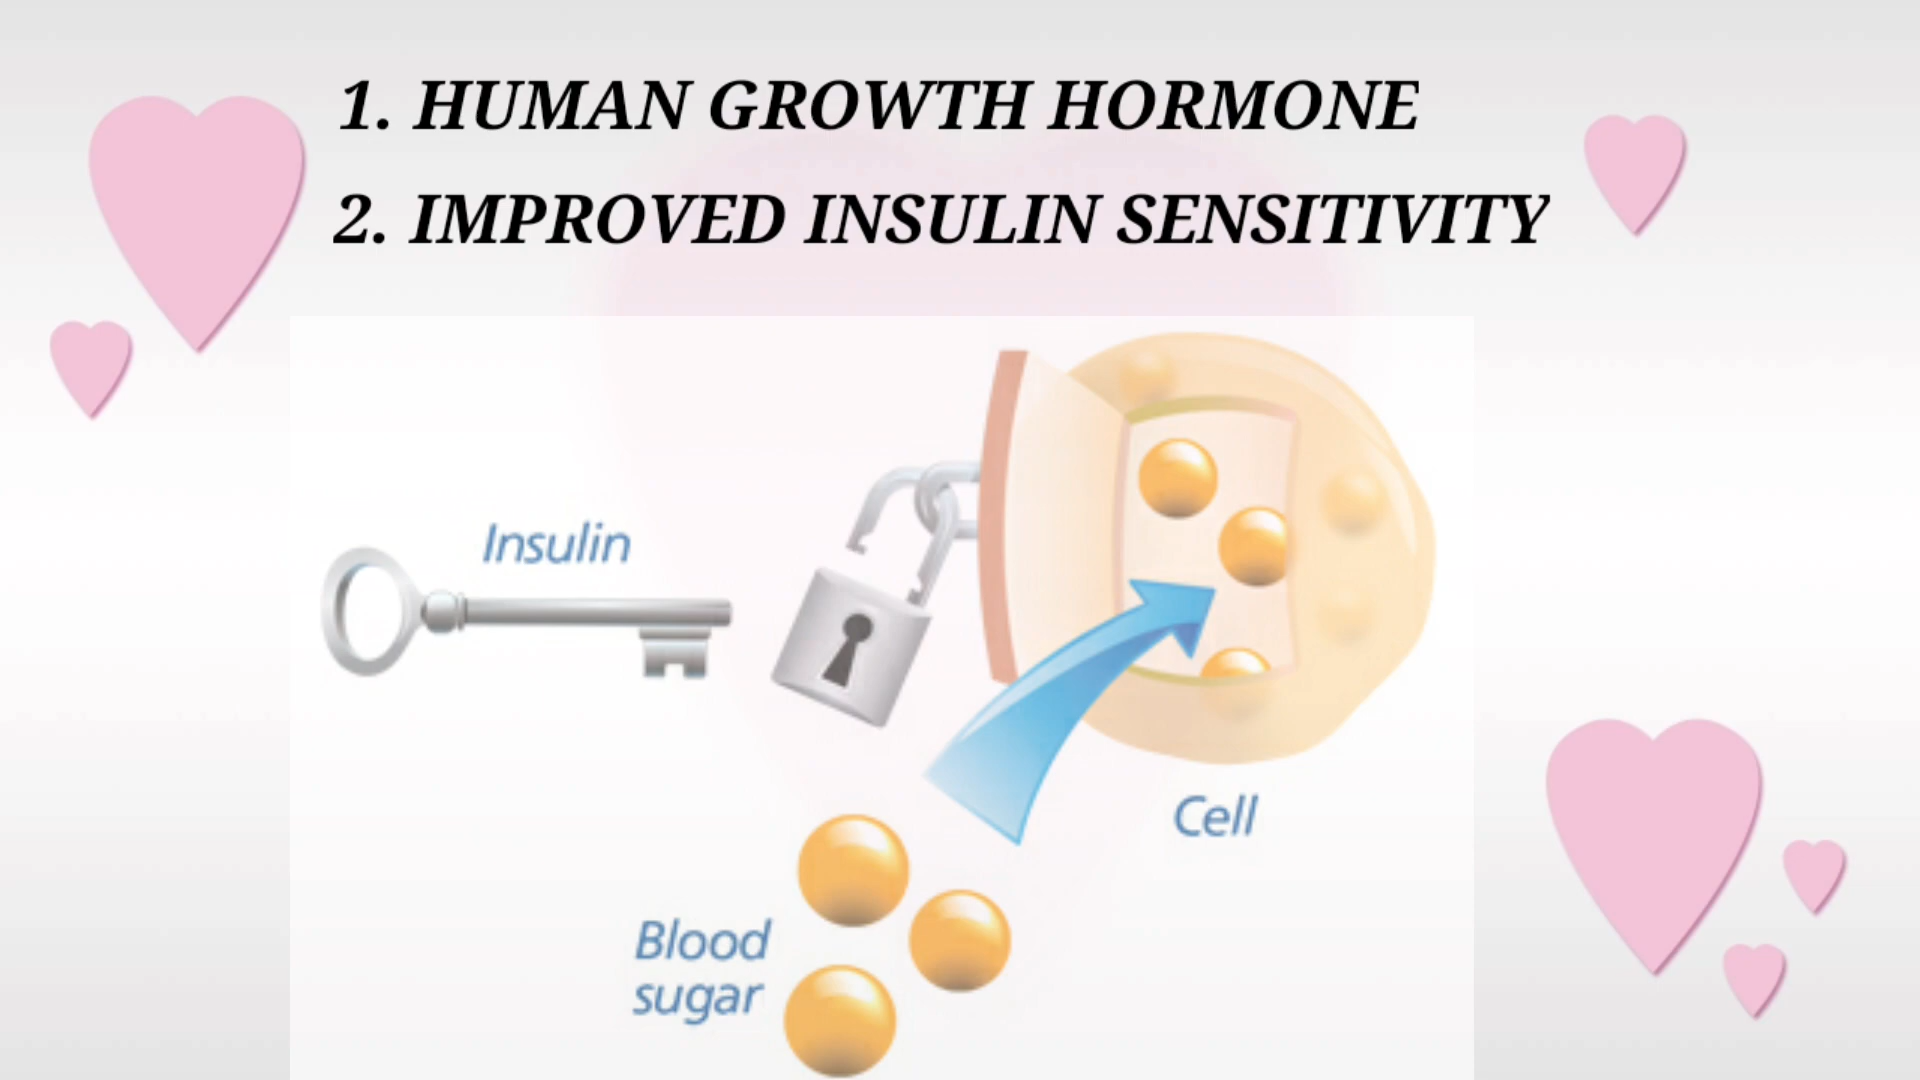 1. HUMAN GROWTH HORMONE
2. IMPROVED INSULIN SENSITIVITY
Insulin
Cell
Blood
sugar